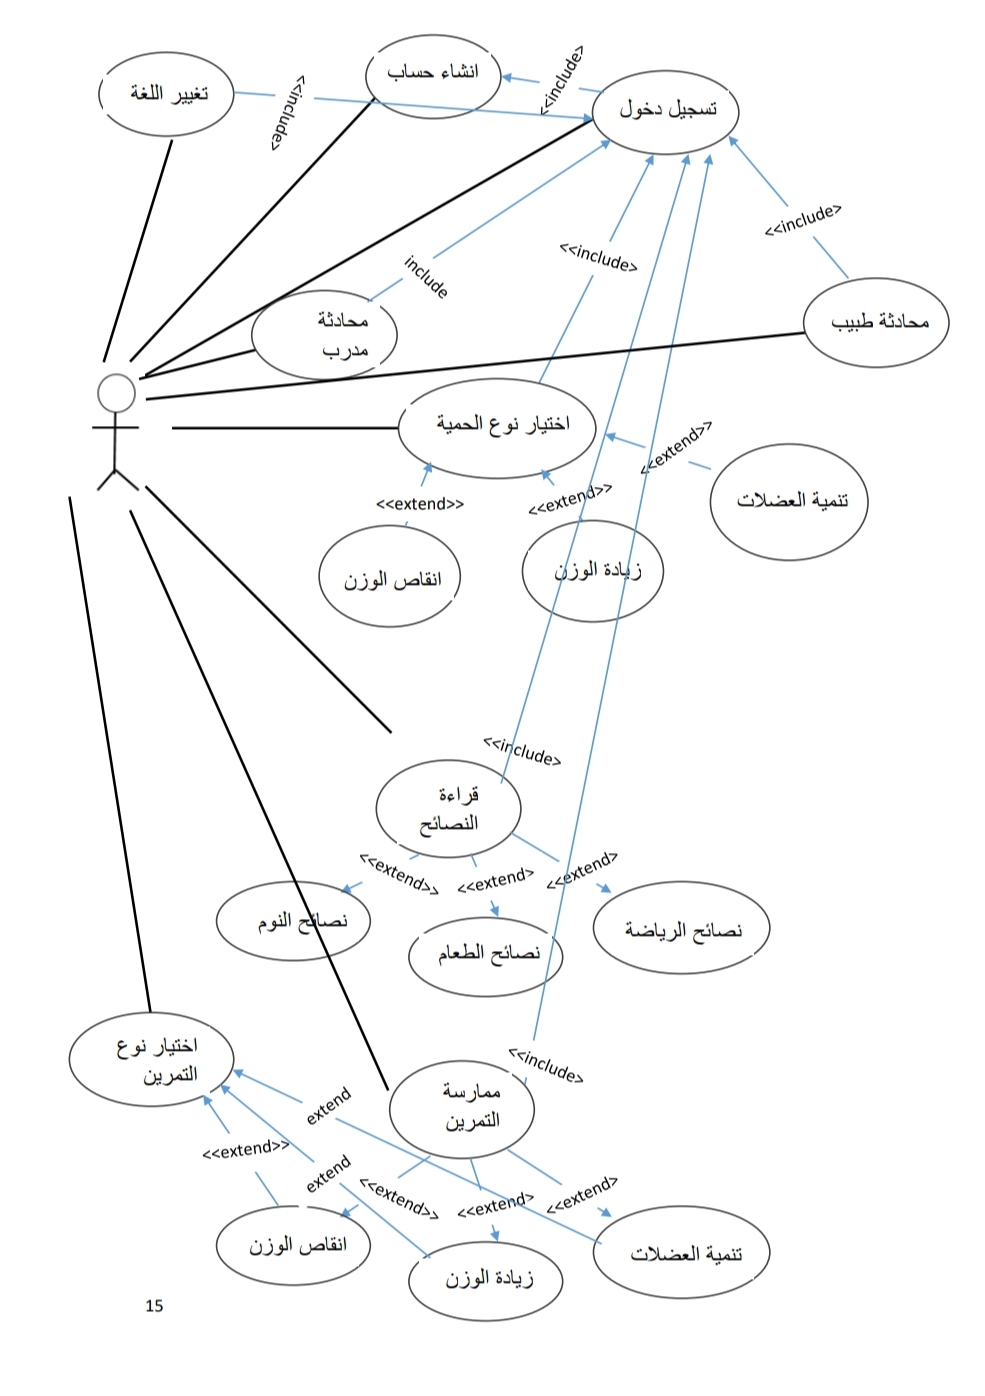 انشاء حساب
تغيير اللغة
تسجيل دخول
<<include>
<<include>
<<include>
<<include>
include
محادثة
مدرب
محادثة طبيب
اختيار نوع الحمية
<<extend>>
<<extend>>
<<extend>>
تنمية العضلات
انقاص الوزن
زيادة الوزن
<<include>
قراءة
النصائح
<<extend>>
<<extend>
<<extend>
نصائح النوم
نصائح الطعام
نصائح الرياضة
اختيار نوع
التمرين
<<include>
ممارسة
التمرين
extend
<<extend>>
extend
<<extend>>
<<extend>
<<extend>
انقاص الوزن
زيادة الوزن
تنمية العضلات
15